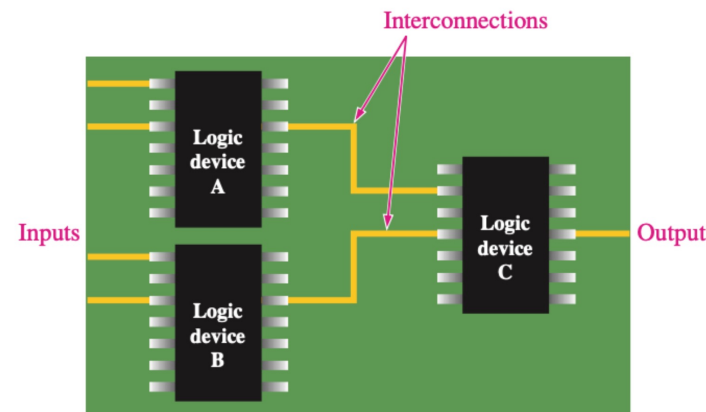 Interconnections
Logic
device
A
Inputs
Logic
device
C
Output
Logic
device
B